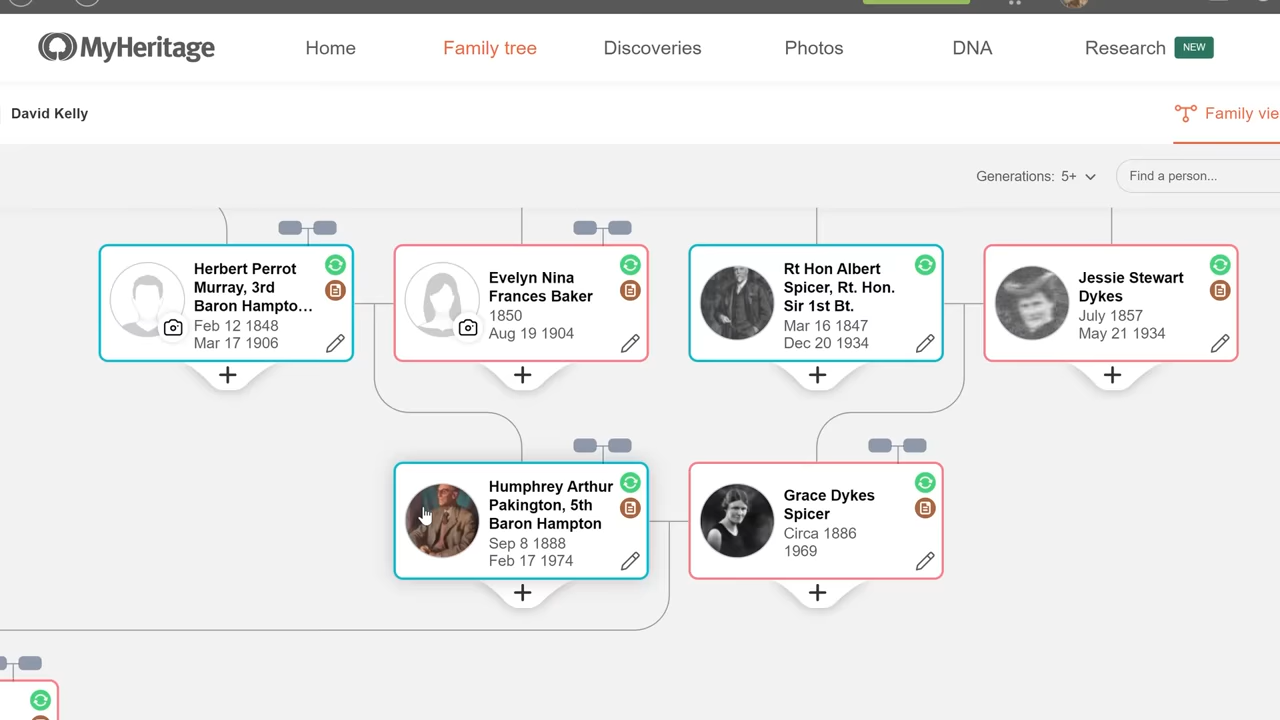 MyHeritage
Home
Family tree
Discoveries
Photos
DNA
Research
NEW
David Kelly
Family vie
Generations: 5+
Find a person...
Herbert Perrot
Murray, 3rd
Baron Hampto...
Feb 12 1848
Mar 17 1906
Evelyn Nina
Frances Baker
1850
Aug 19 1904
Rt Hon Albert
Spicer, Rt. Hon.
Sir 1st Bt.
Mar 16 1847
Dec 20 1934
Jessie Stewart
Dykes
July 1857
May 21 1934
Humphrey Arthur
Pakington, 5th
Baron Hampton
Sep 8 1888
Feb 17 1974
Grace Dykes
Spicer
Circa 1886
1969